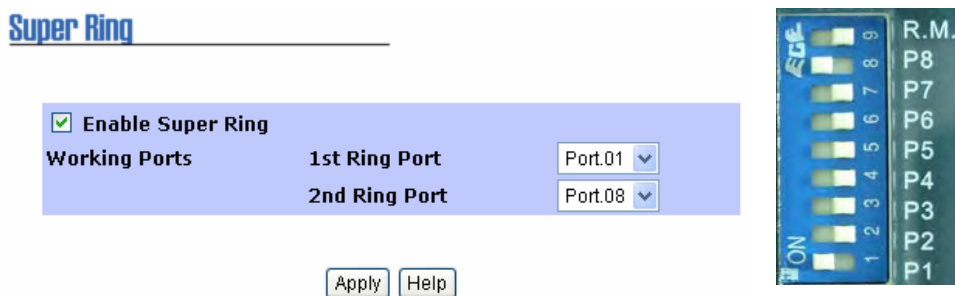 Super Ring
Enable Super Ring
Working Ports 1st Ring Port Port.01
2nd Ring Port Port.08
Apply Help
EGE
ON
9 R.M.
8 P8
7 P7
6 P6
5 P5
4 P4
3 P3
2 P2
1 P1